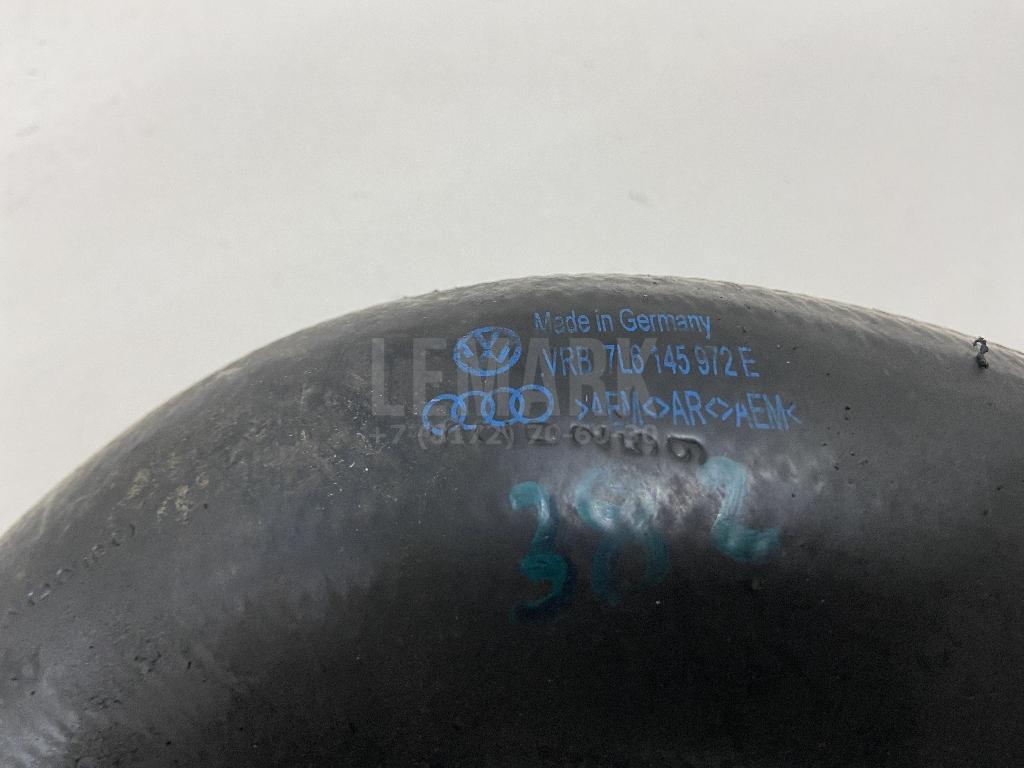 Made in Germany
VRB 7L6 145 972 E
>AEM<>AR<>AEM<
LEMARK
382